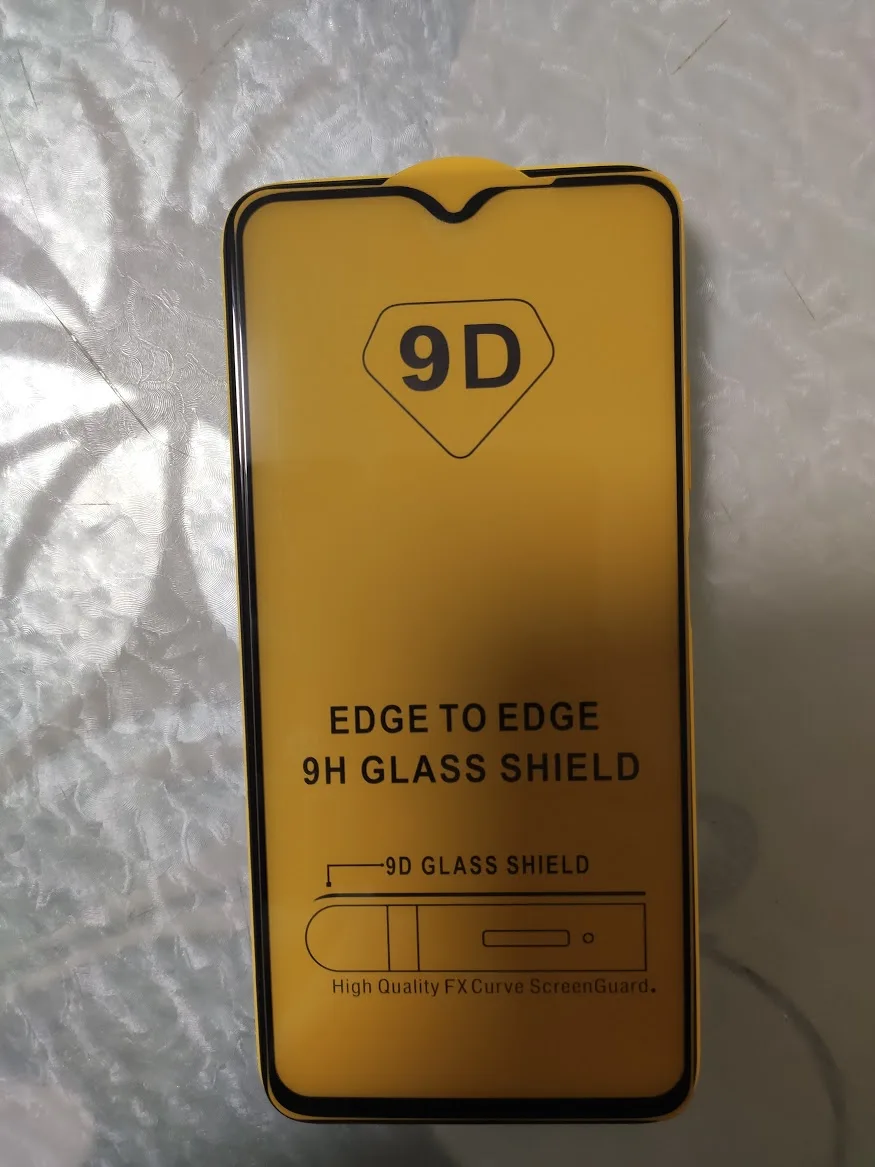 9D
EDGE TO EDGE
9H GLASS SHIELD
9D GLASS SHIELD
High Quality FX Curve ScreenGuard.